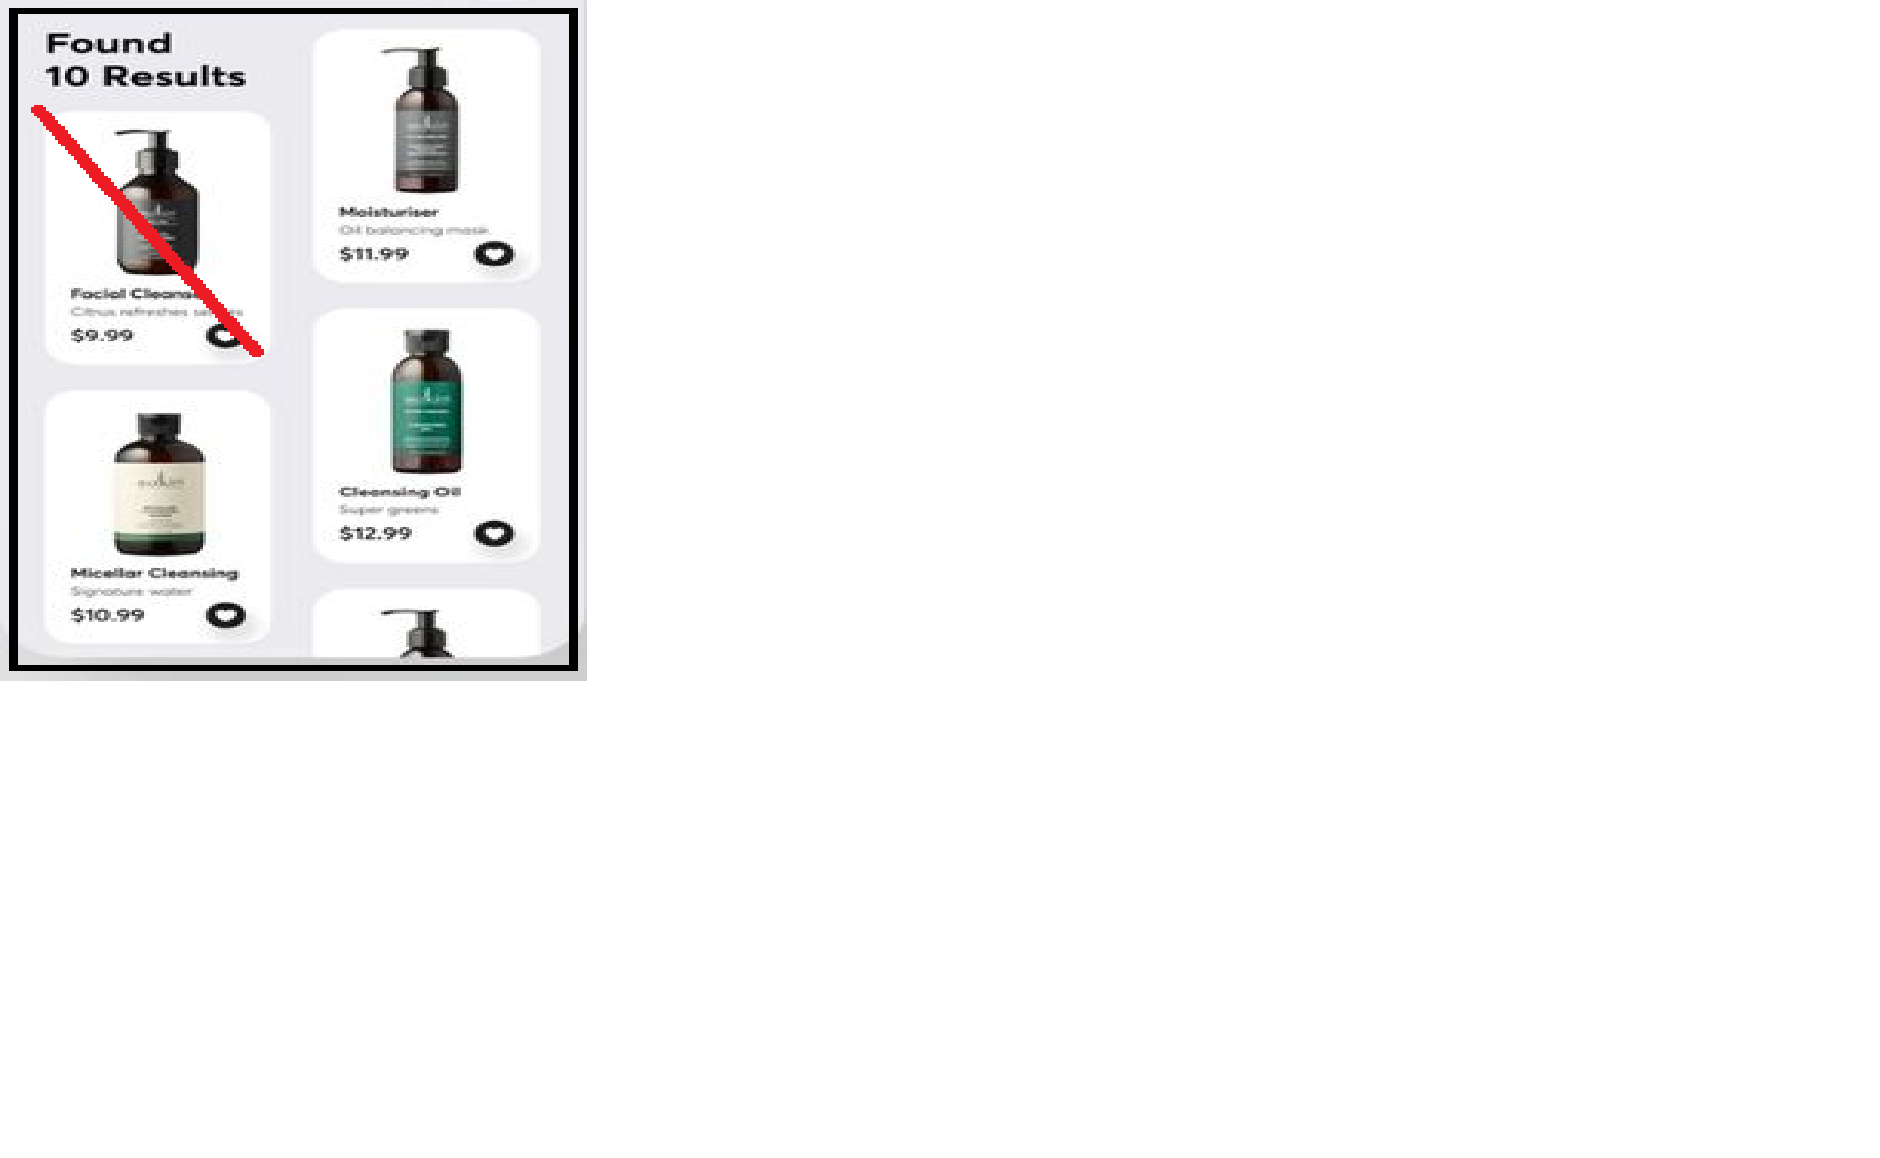 Found
10 Results
Facial Cleanse
Citrus refreshes
$9.99
Micellar Cleansing
Signature water
$10.99
Moisturiser
Oil balancing mask
$11.99
Cleansing Oil
Super greens
$12.99